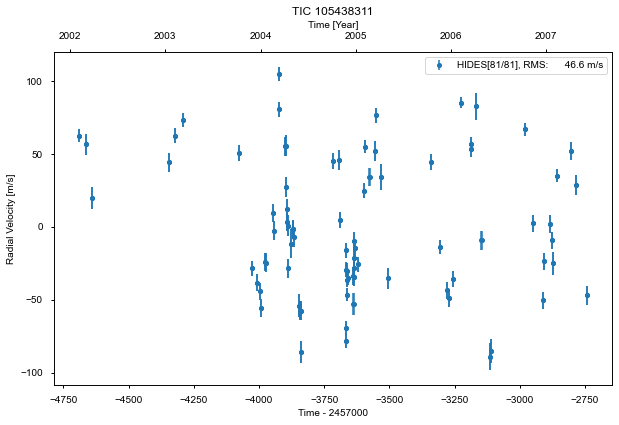 TIC 105438311
Time [Year]
2002 2003 2004 2005 2006 2007
HIDES[81/81], RMS: 46.6 m/s
Radial Velocity [m/s]
100
50
0
−50
−100
−4750 −4500 −4250 −4000 −3750 −3500 −3250 −3000 −2750
Time - 2457000